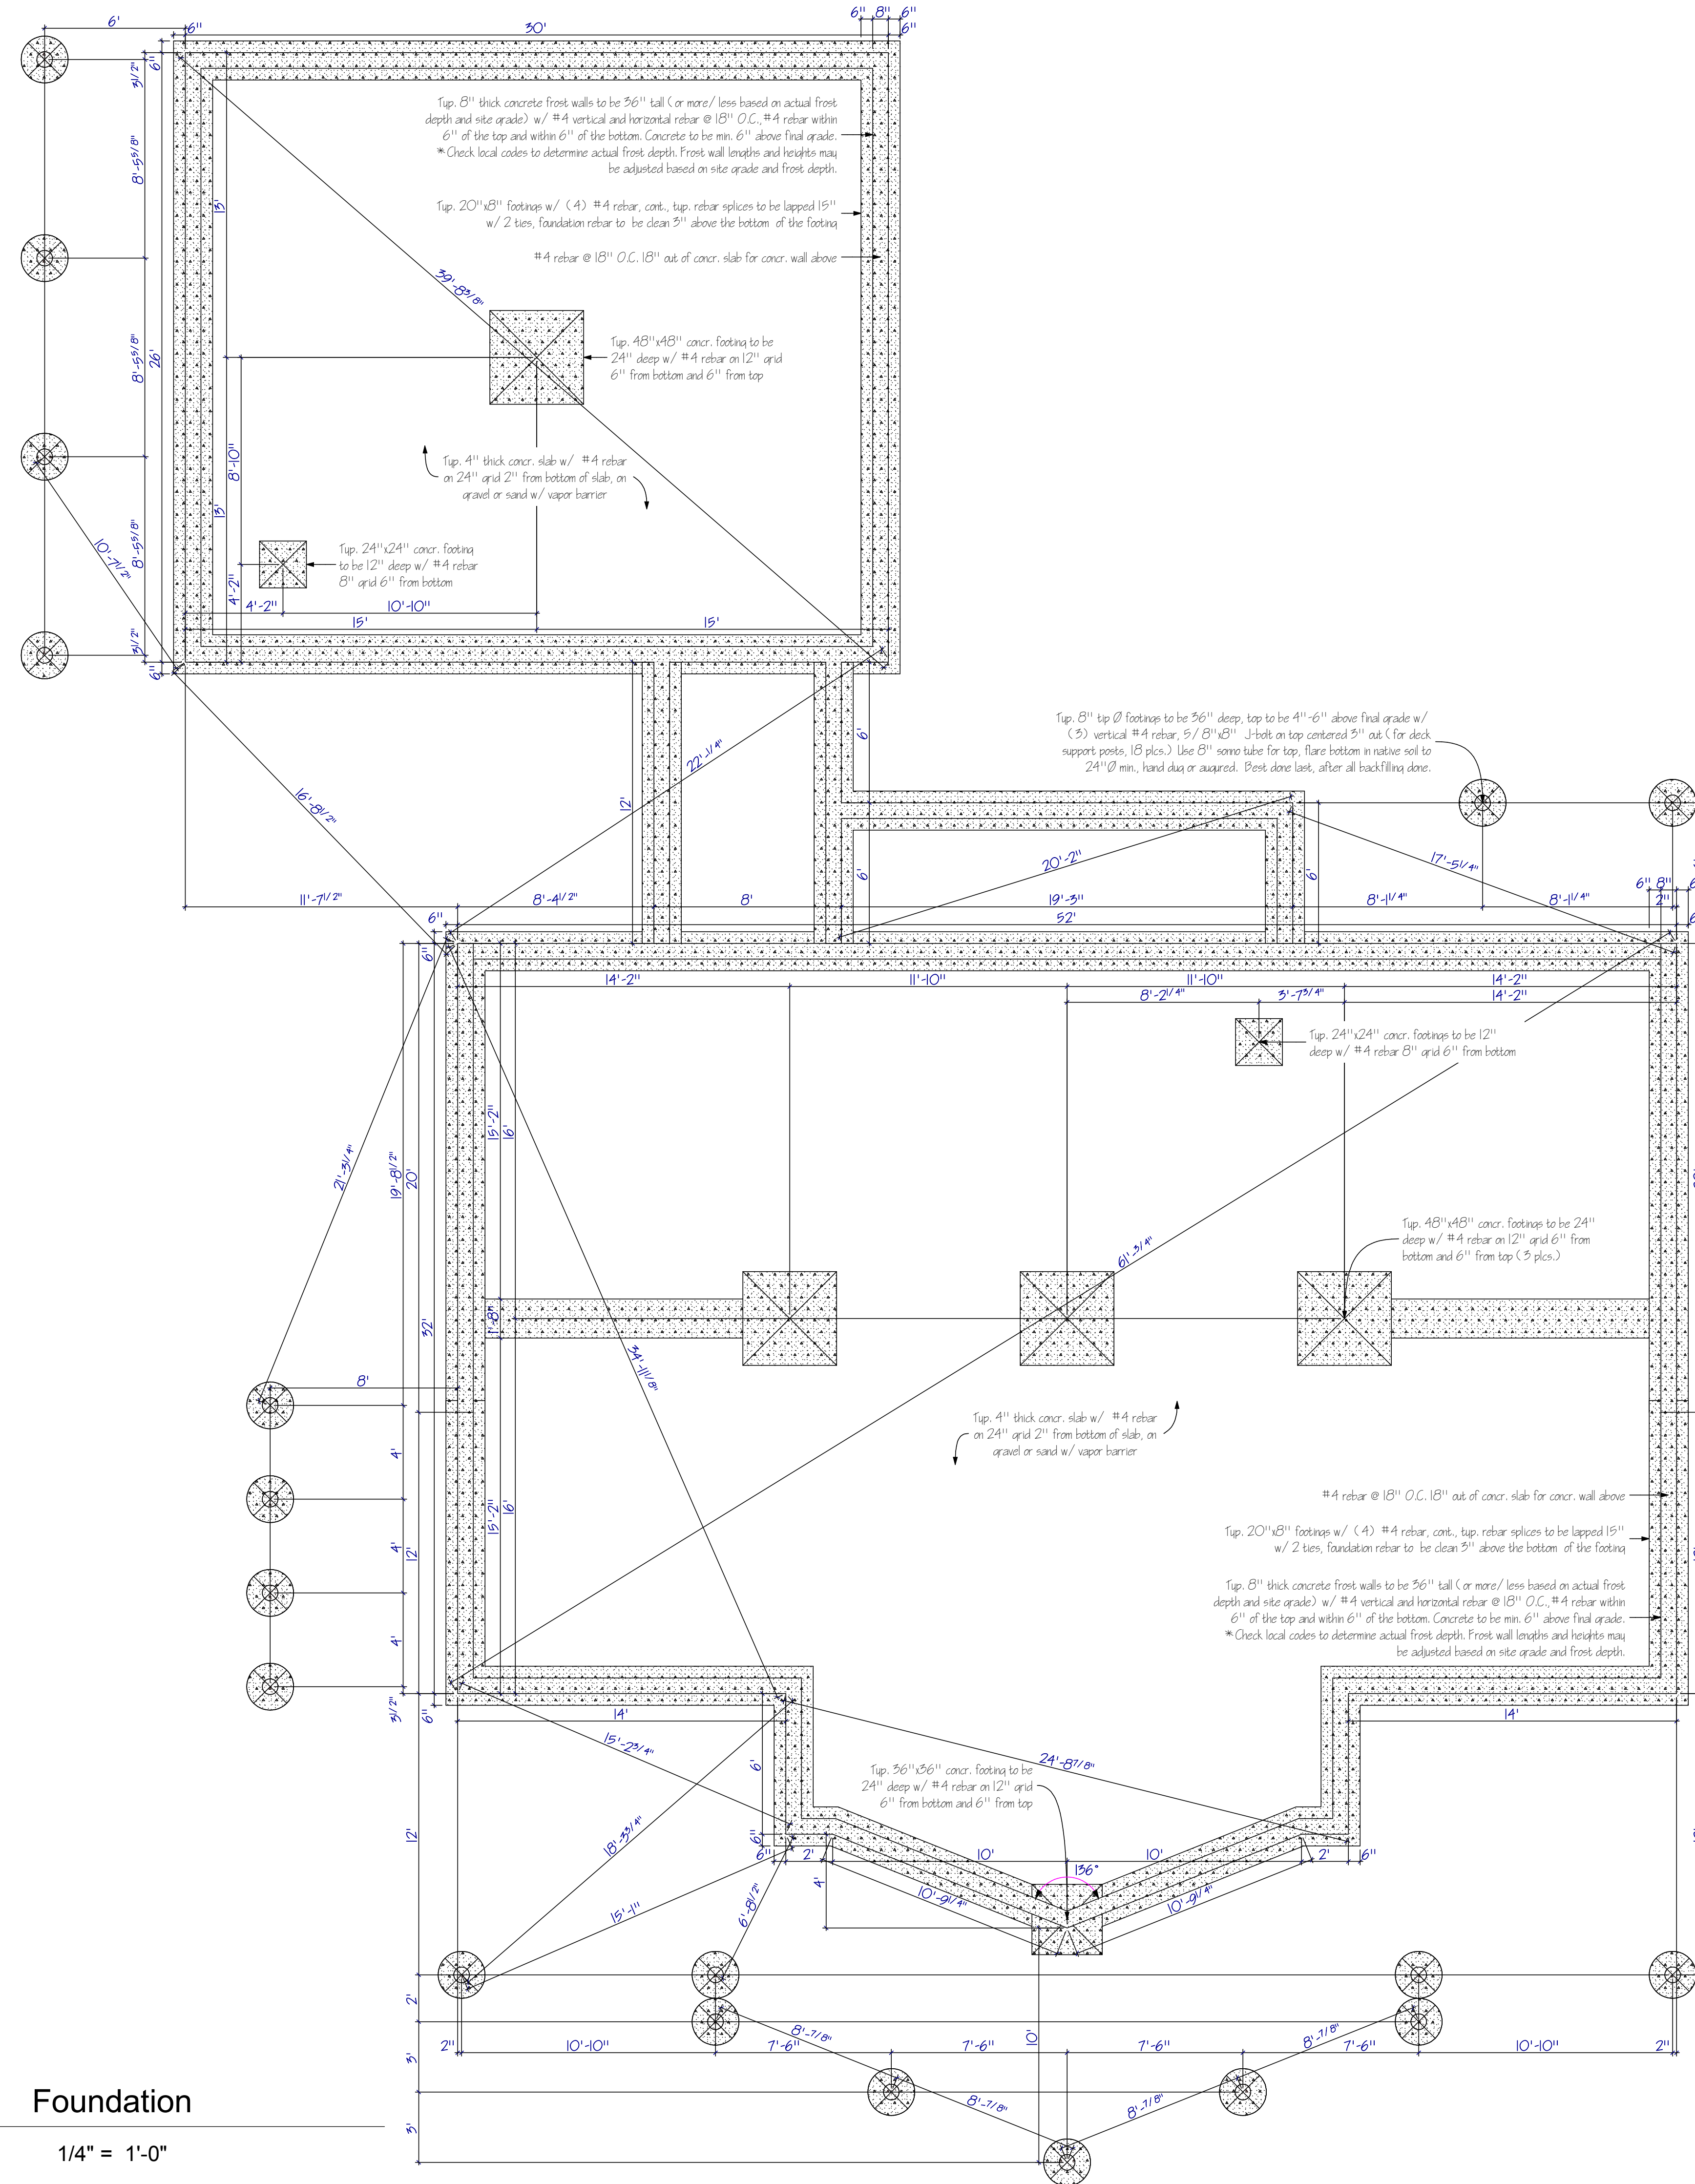 6'
6"
30'
6"
8"
6"
6"
6"
3 1/2"
Typ. 8" thick concrete frost walls to be 36" tall (or more/less based on actual frost
depth and site grade) w/ #4 vertical and horizontal rebar @ 18" O.C., #4 rebar within
6" of the top and within 6" of the bottom. Concrete to be min. 6" above final grade.
*Check local codes to determine actual frost depth. Frost wall lengths and heights may
be adjusted based on site grade and frost depth.
8'-5 5/8"
13'
Typ. 20"x8" footings w/ (4) #4 rebar, cont., typ. rebar splices to be lapped 15"
w/ 2 ties, foundation rebar to be clean 3" above the bottom of the footing
#4 rebar @ 18" O.C. 18" out of concr. slab for concr. wall above
39'-8 3/8"
8'-5 5/8"
26'
Typ. 48"x48" concr. footing to be
24" deep w/ #4 rebar on 12" grid
6" from bottom and 6" from top
8'-10"
Typ. 4" thick concr. slab w/ #4 rebar
on 24" grid 2" from bottom of slab, on
gravel or sand w/ vapor barrier
13'
8'-5 5/8"
10'-7 1/2"
Typ. 24"x24" concr. footing
to be 12" deep w/ #4 rebar
8" grid 6" from bottom
4'-2"
4'-2"
10'-10"
15'
15'
3 1/2"
6"
Typ. 8" tip Ø footings to be 36" deep, top to be 4"-6" above final grade w/
(3) vertical #4 rebar, 5/8"x8" J-bolt on top centered 3" out (for deck
support posts, 18 plcs.) Use 8" sonno tube for top, flare bottom in native soil to
24"Ø min., hand dug or augured. Best done last, after all backfilling done.
6'
22'-1/4"
16'-8 1/2"
12'
20'-2"
6'
6'
17'-5 1/4"
6"
8"
2"
11'-7 1/2"
8'-4 1/2"
8'
19'-3"
8'-1 1/4"
8'-1 1/4"
6"
52'
6"
14'-2"
11'-10"
11'-10"
14'-2"
8'-2 1/4"
3'-7 3/4"
14'-2"
Typ. 24"x24" concr. footings to be 12"
deep w/ #4 rebar 8" grid 6" from bottom
15'-2"
16'
21'-3 1/4"
19'-8 1/2"
20'
Typ. 48"x48" concr. footings to be 24"
deep w/ #4 rebar on 12" grid 6" from
bottom and 6" from top (3 plcs.)
61'-3/4"
32'
1'-8"
34'-11 1/8"
8'
Typ. 4" thick concr. slab w/ #4 rebar
on 24" grid 2" from bottom of slab, on
gravel or sand w/ vapor barrier
4'
15'-2"
16'
#4 rebar @ 18" O.C. 18" out of concr. slab for concr. wall above
4'
12'
Typ. 20"x8" footings w/ (4) #4 rebar, cont., typ. rebar splices to be lapped 15"
w/ 2 ties, foundation rebar to be clean 3" above the bottom of the footing
4'
Typ. 8" thick concrete frost walls to be 36" tall (or more/less based on actual frost
depth and site grade) w/ #4 vertical and horizontal rebar @ 18" O.C., #4 rebar within
6" of the top and within 6" of the bottom. Concrete to be min. 6" above final grade.
*Check local codes to determine actual frost depth. Frost wall lengths and heights may
be adjusted based on site grade and frost depth.
3 1/2"
6"
14'
14'
15'-2 3/4"
6'
24'-8 7/8"
Typ. 36"x36" concr. footing to be
24" deep w/ #4 rebar on 12" grid
6" from bottom and 6" from top
12'
18'-3 3/4"
6"
6"
2'
10'
10'
2'
6"
136°
4'
10'-9 1/4"
10'-9 1/4"
15'-1"
6'-8 1/2"
2'
2"
10'-10"
7'-6"
7'-6"
7'-6"
7'-6"
10'-10"
2"
8'-7/8"
8'-7/8"
10'
3'
8'-7/8"
8'-7/8"
3'
Foundation
1/4" = 1'-0"